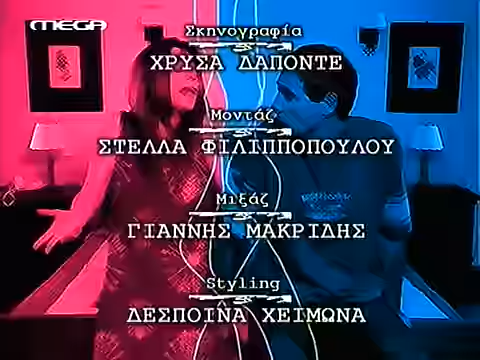 MEGA
Σκηνογραφία
ΧΡΥΣΑ ΔΑΠΟΝΤΕ
Μοντάζ
ΣΤΕΛΛΑ ΦΙΛΙΠΠΟΠΟΥΛΟΥ
Μιξάζ
ΓΙΑΝΝΗΣ ΜΑΚΡΙΔΗΣ
Styling
ΔΕΣΠΟΙΝΑ ΧΕΙΜΩΝΑ